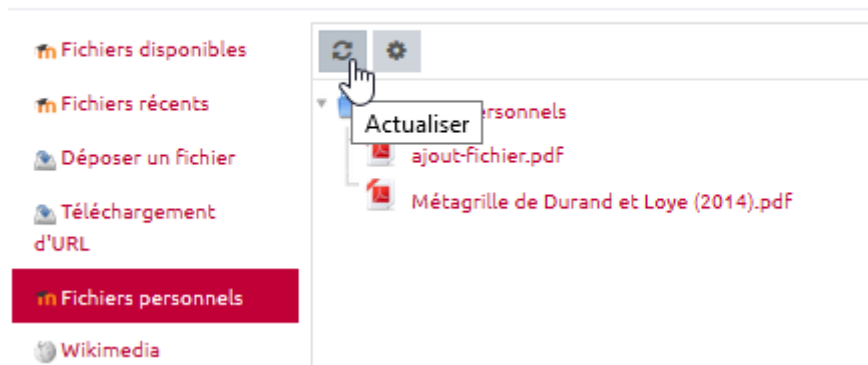 Fichiers disponibles
Fichiers récents
Déposer un fichier
Téléchargement
d'URL
Fichiers personnels
Wikimedia
Actualiser
ersonnels
ajout-fichier.pdf
Métagrille de Durand et Loye (2014).pdf